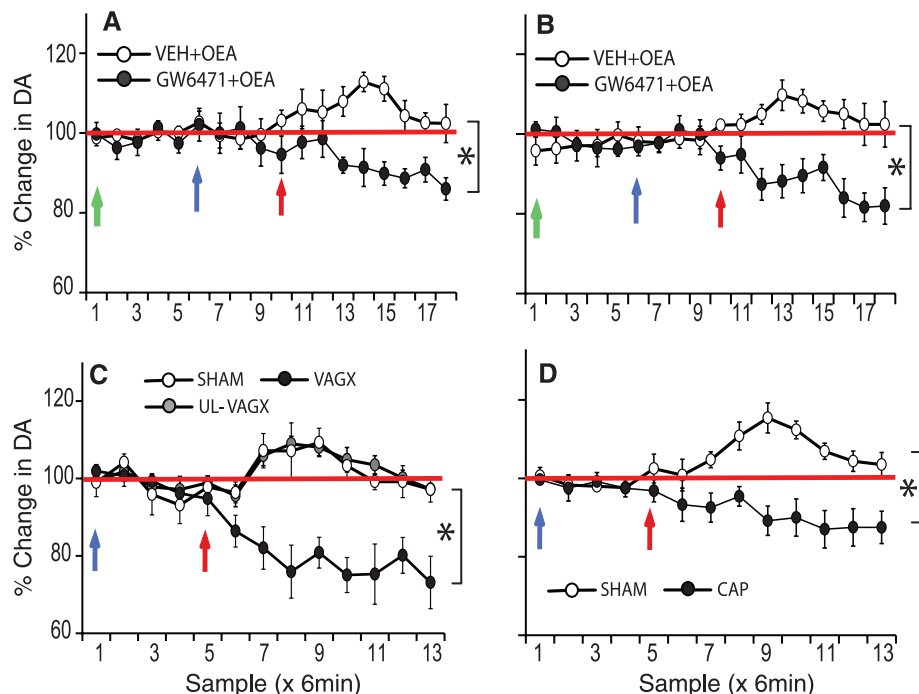 A
VEH+OEA
GW6471+OEA
% Change in DA
120
100
80
60
*
1 3 5 7 9 11 13 15 17
B
VEH+OEA
GW6471+OEA
*
1 3 5 7 9 11 13 15 17
C
SHAM VAGX
UL-VAGX
% Change in DA
120
100
80
60
*
1 3 5 7 9 11 13
Sample (x 6min)
D
*
SHAM CAP
1 3 5 7 9 11 13
Sample (x 6min)